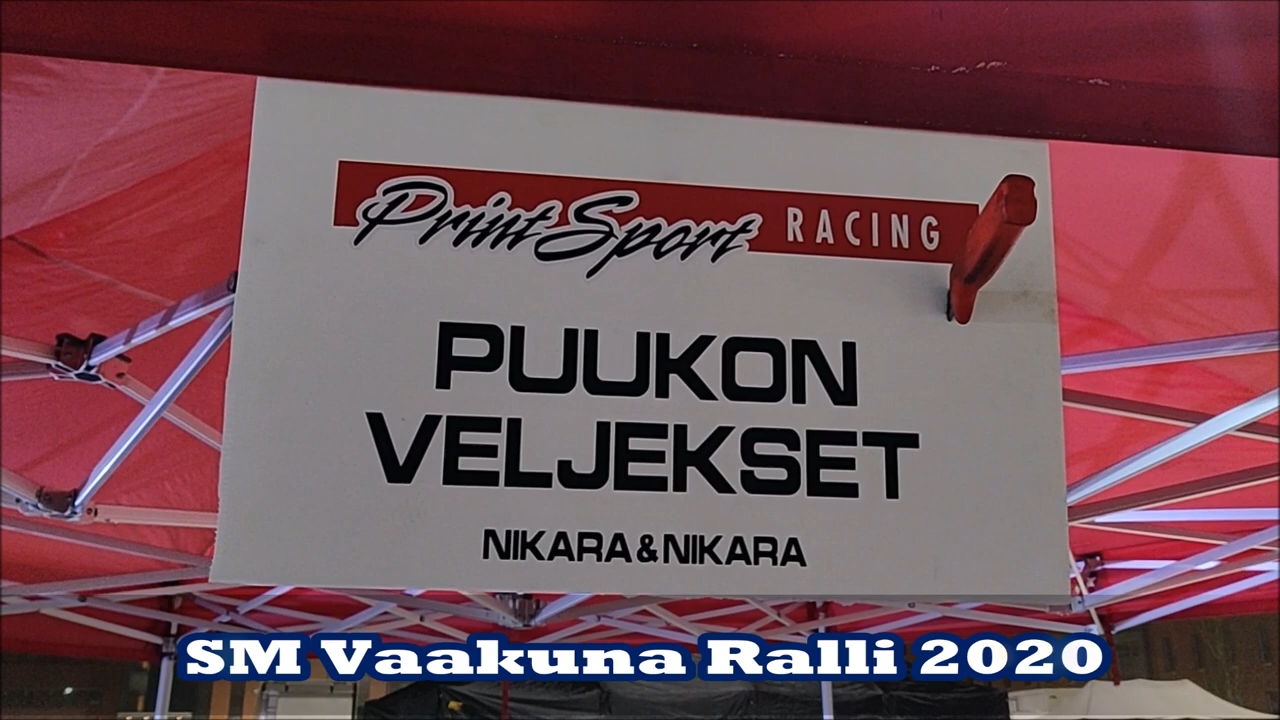 PrintSport RACING
PUUKON
VELJEKSET
NIKARA & NIKARA
SM Vaakuna Ralli 2020